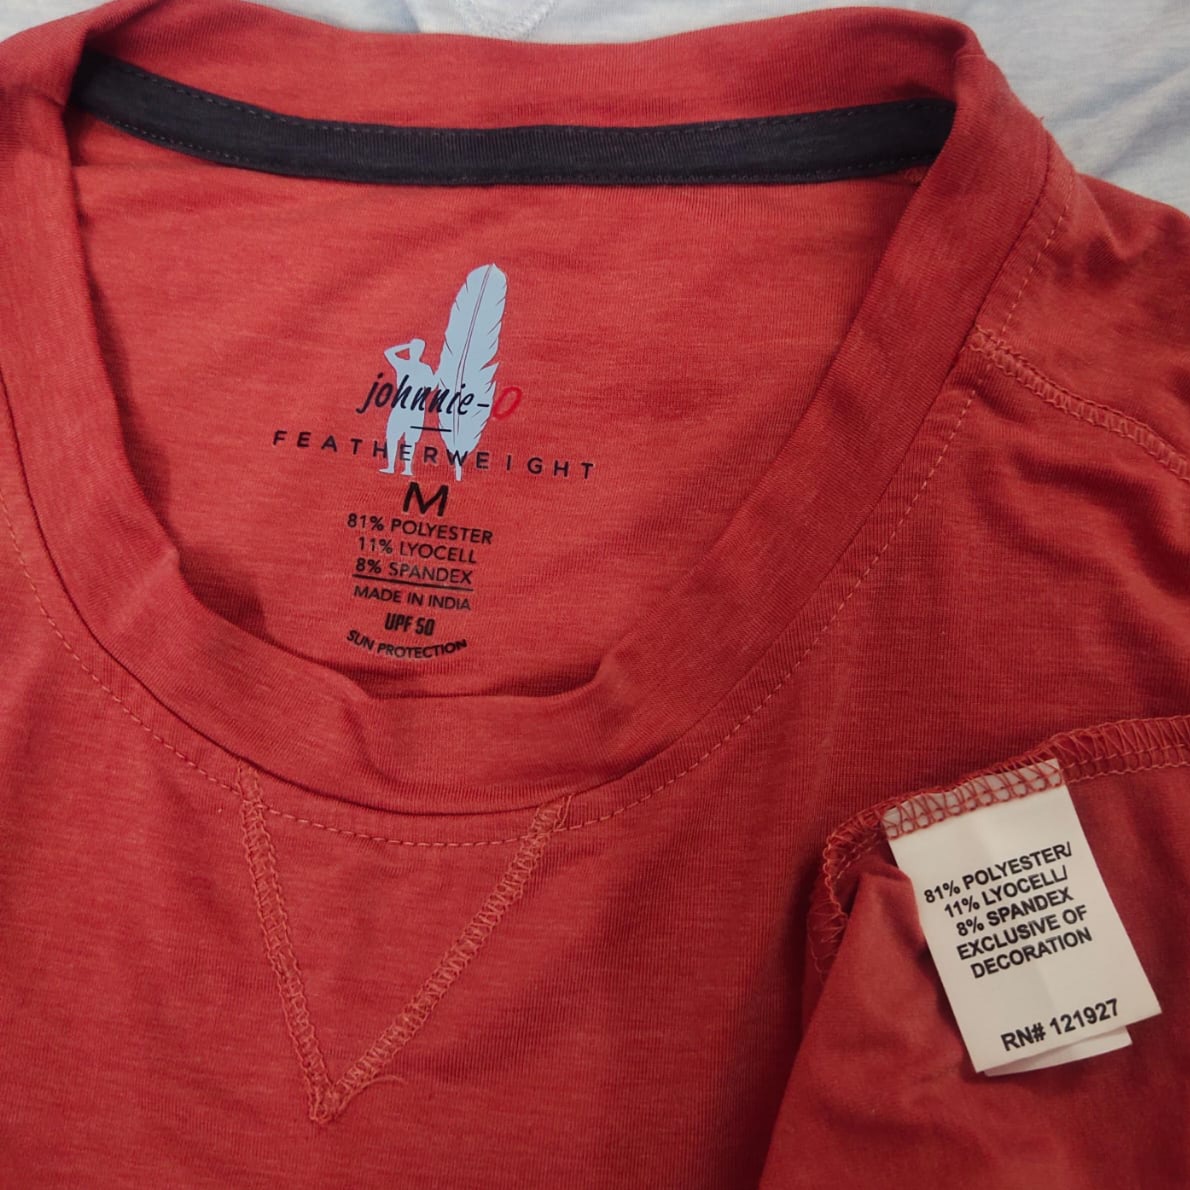 johnnie-O
FEATHERWEIGHT
M
81% POLYESTER
11% LYOCELL
8% SPANDEX
MADE IN INDIA
UPF 50
SUN PROTECTION
81% POLYESTER/
11% LYOCELL/
8% SPANDEX
EXCLUSIVE OF
DECORATION
RN# 121927